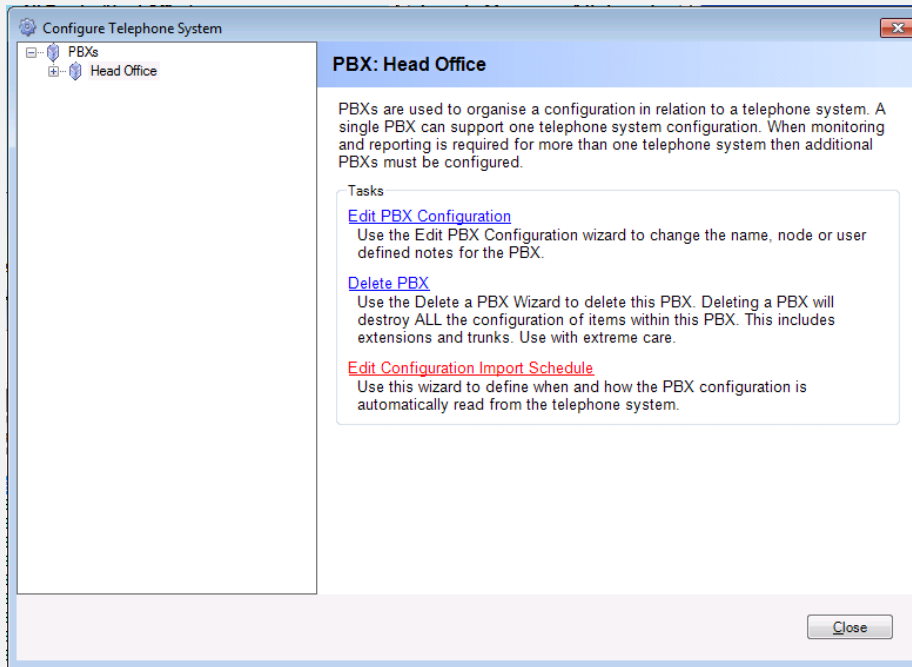 Configure Telephone System
PBXs
Head Office
PBX: Head Office
PBXs are used to organise a configuration in relation to a telephone system. A
single PBX can support one telephone system configuration. When monitoring
and reporting is required for more than one telephone system then additional
PBXs must be configured.
Tasks
Edit PBX Configuration
Use the Edit PBX Configuration wizard to change the name, node or user
defined notes for the PBX.
Delete PBX
Use the Delete a PBX Wizard to delete this PBX. Deleting a PBX will
destroy ALL the configuration of items within this PBX. This includes
extensions and trunks. Use with extreme care.
Edit Configuration Import Schedule
Use this wizard to define when and how the PBX configuration is
automatically read from the telephone system.
Close